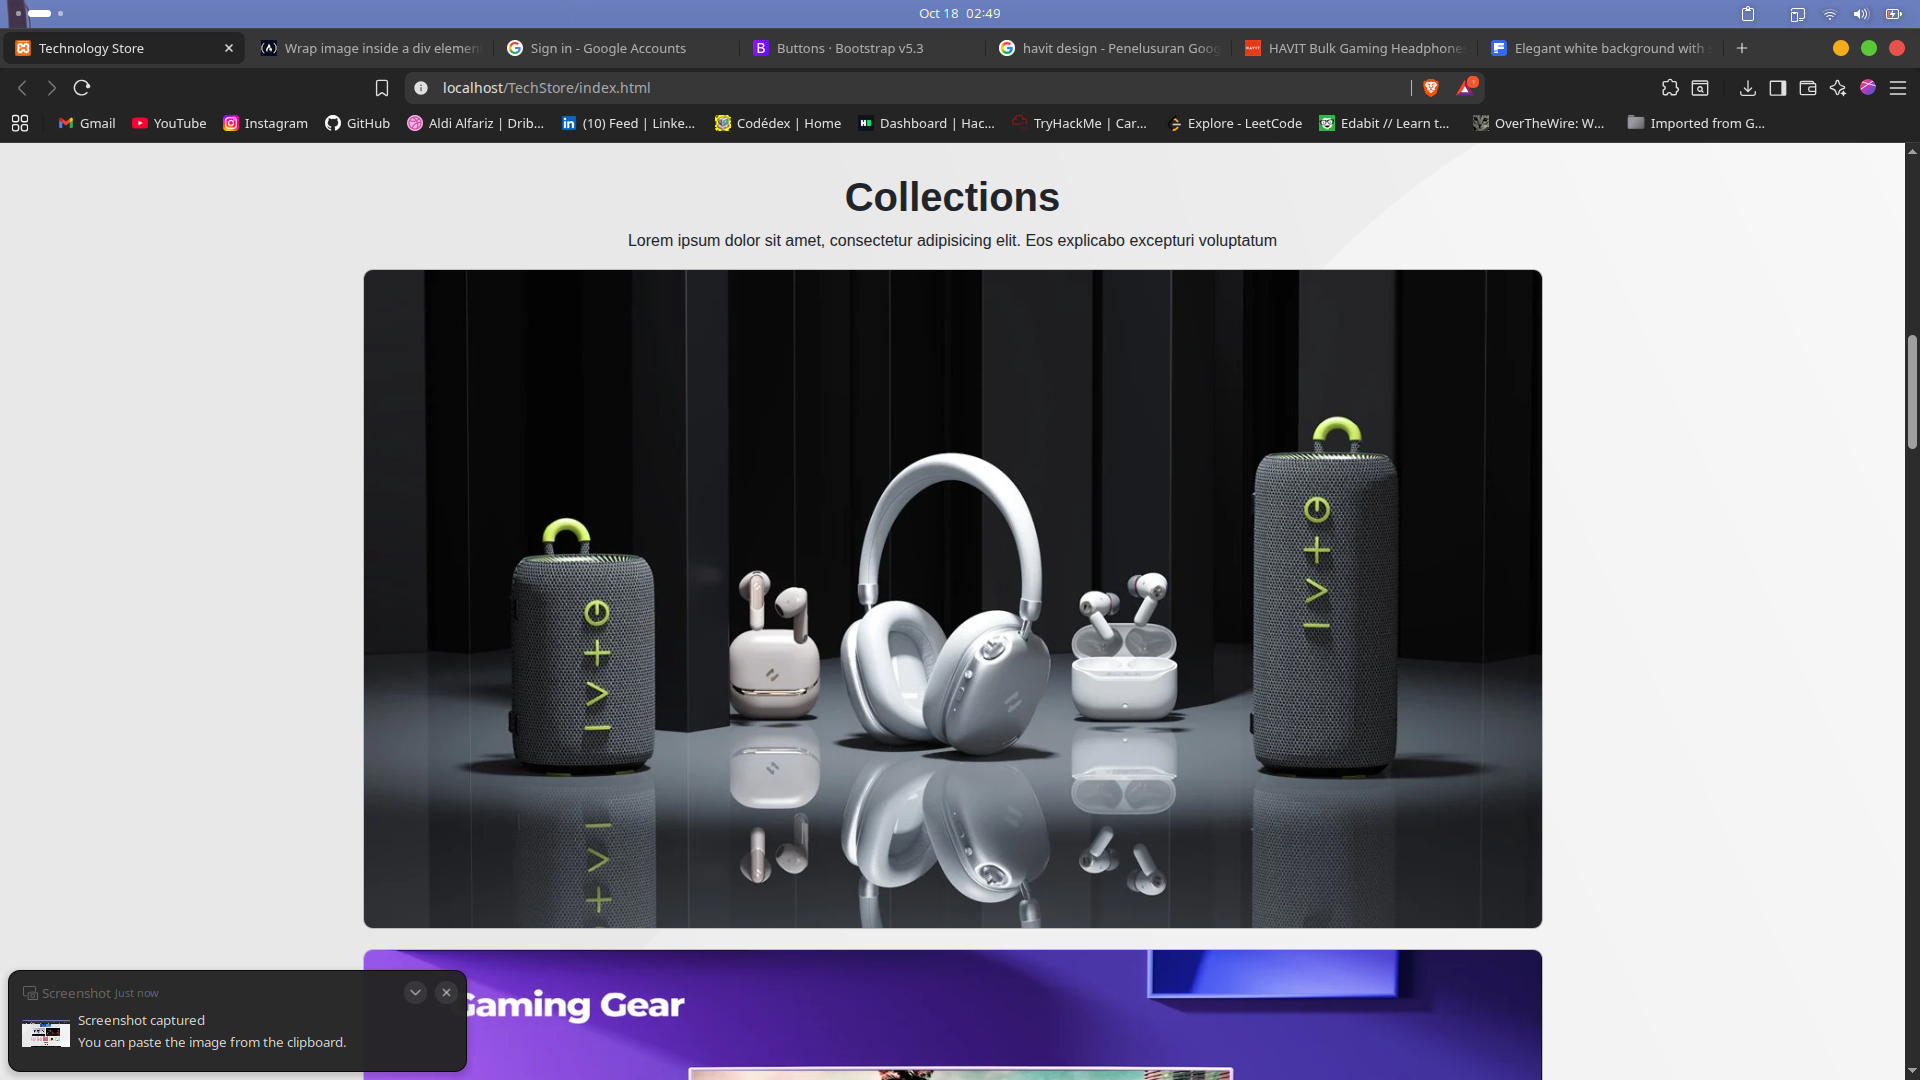 Oct 18 02:49
Technology Store
Wrap image inside a div elemen
Sign in - Google Accounts
Buttons · Bootstrap v5.3
havit design - Penelusuran Goog
HAVIT Bulk Gaming Headphone
Elegant white background with
localhost/TechStore/index.html
1
Gmail
YouTube
Instagram
GitHub
Aldi Alfariz | Drib...
(10) Feed | Linke...
Codédex | Home
Dashboard | Hac...
TryHackMe | Car...
Explore - LeetCode
Edabit // Learn t...
OverTheWire: W...
Imported from G...
Collections
Lorem ipsum dolor sit amet, consectetur adipisicing elit. Eos explicabo excepturi voluptatum
Gaming Gear
Screenshot Just now
Screenshot captured
You can paste the image from the clipboard.